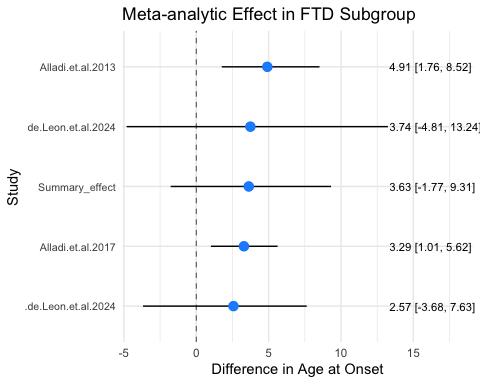 Meta-analytic Effect in FTD Subgroup
Study
Alladi.et.al.2013
4.91 [1.76, 8.52]
de.Leon.et.al.2024
3.74 [-4.81, 13.24]
Summary_effect
3.63 [-1.77, 9.31]
Alladi.et.al.2017
3.29 [1.01, 5.62]
.de.Leon.et.al.2024
2.57 [-3.68, 7.63]
-5 0 5 10 15
Difference in Age at Onset